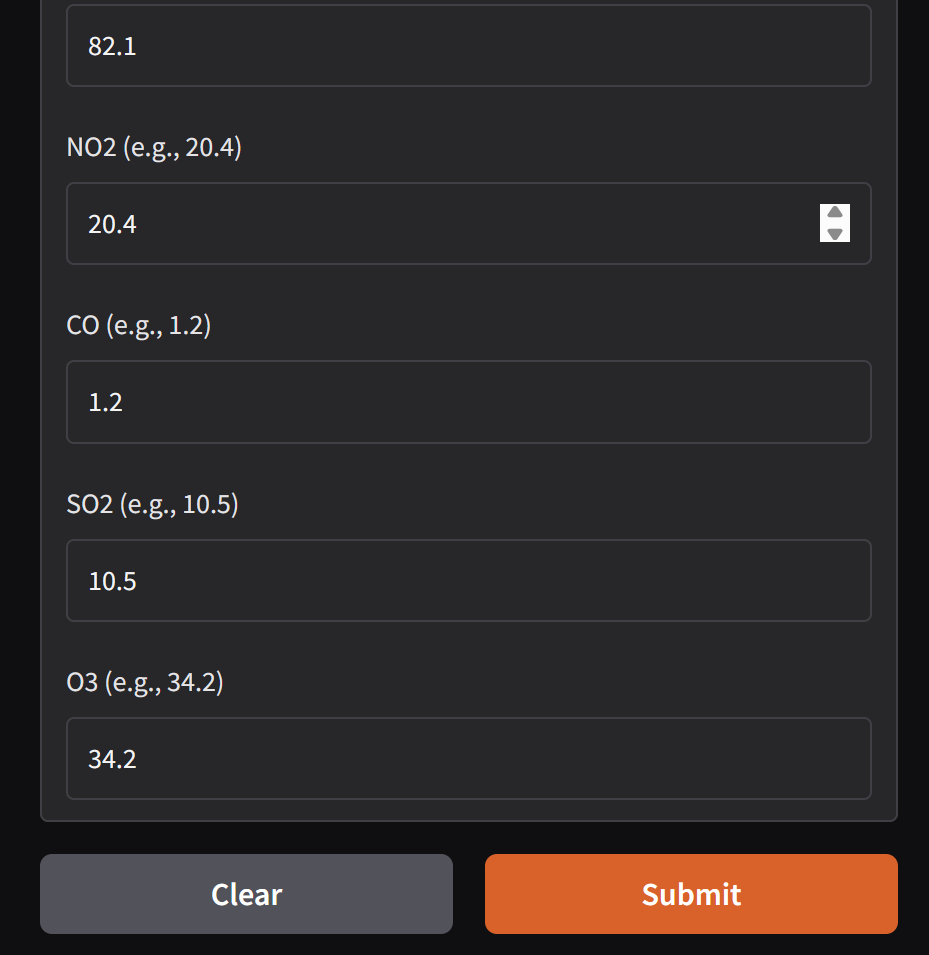 82.1
NO2 (e.g., 20.4)
20.4
CO (e.g., 1.2)
1.2
SO2 (e.g., 10.5)
10.5
O3 (e.g., 34.2)
34.2
Clear
Submit